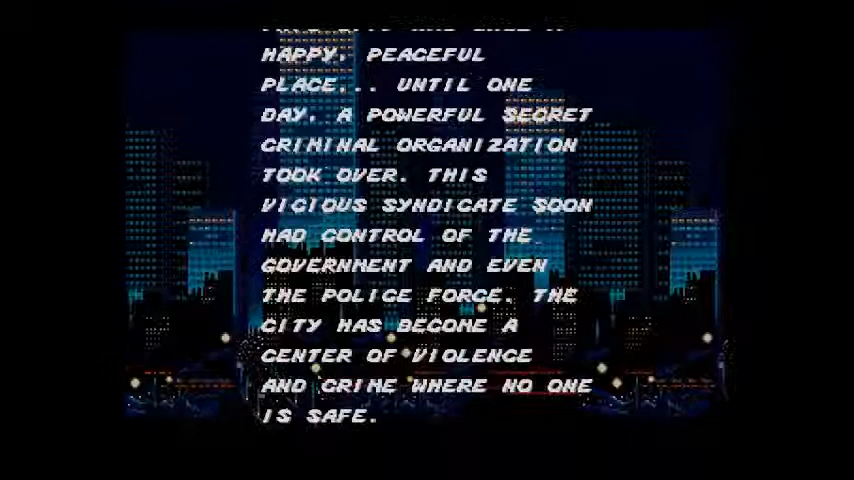 HAPPY, PEACEFUL
PLACE... UNTIL ONE
DAY, A POWERFUL SECRET
CRIMINAL ORGANIZATION
TOOK OVER. THIS
VICIOUS SYNDICATE SOON
HAD CONTROL OF THE
GOVERNMENT AND EVEN
THE POLICE FORCE. THE
CITY HAS BECOME A
CENTER OF VIOLENCE
AND CRIME WHERE NO ONE
IS SAFE.